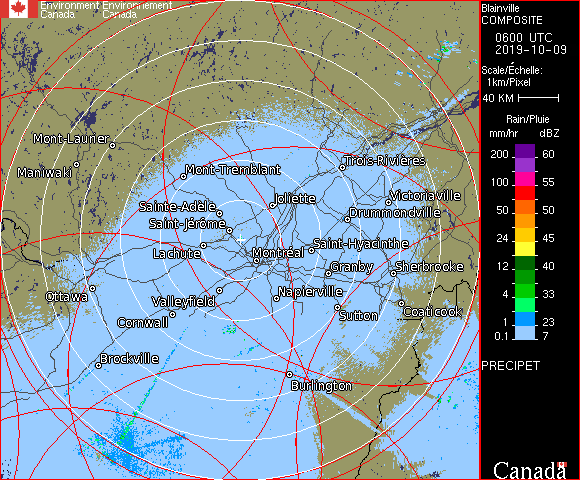 Environment Environnement
Canada Canada
Blainville
COMPOSITE
0600 UTC
2019-10-09
Scale/Échelle:
1km/Pixel
40 KM
Rain/Pluie
mm/hr dBZ
200 60
100 55
50 50
24 45
12 40
4 33
1 23
0.1 7
PRECIPET
Canada
Mont-Laurier
Maniwaki
Mont-Tremblant
Trois-Rivières
Sainte-Adèle
Joliette
Victoriaville
Saint-Jérôme
Drummondville
Lachute
Montréal
Saint-Hyacinthe
Granby
Sherbrooke
Ottawa
Valleyfield
Napierville
Cornwall
Sutton
Coaticook
Brockville
Burlington